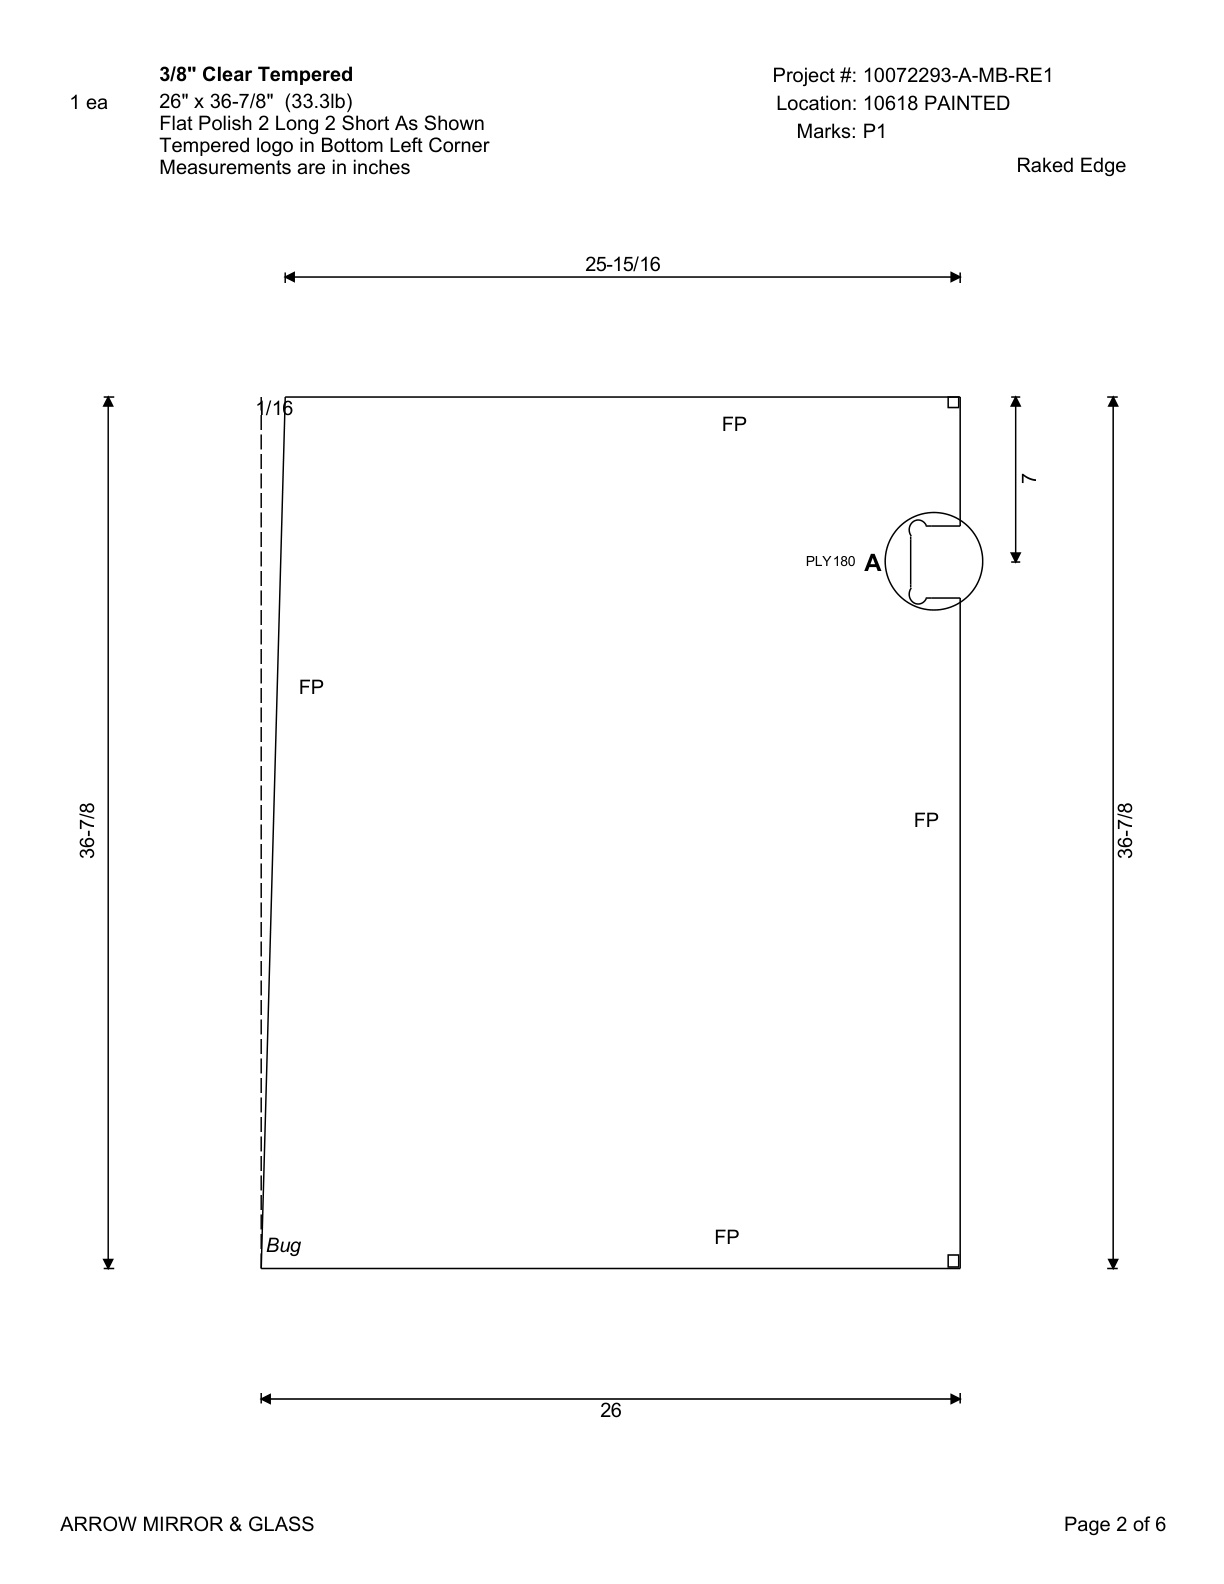 3/8" Clear Tempered
1 ea
26" x 36-7/8"  (33.3lb)
Flat Polish 2 Long 2 Short As Shown
Tempered logo in Bottom Left Corner
Measurements are in inches
Project #: 10072293-A-MB-RE1
Location: 10618 PAINTED
Marks: P1
Raked Edge
25-15/16
1/16
FP
7
PLY180 A
FP
36-7/8
FP
36-7/8
FP
Bug
26
ARROW MIRROR & GLASS
Page 2 of 6